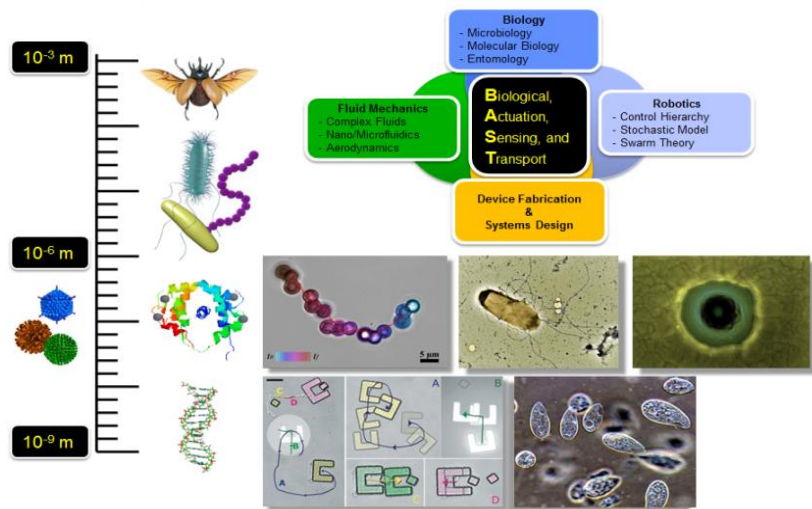 10⁻³ m
10⁻⁶ m
10⁻⁹ m
Biology
- Microbiology
- Molecular Biology
- Entomology
Fluid Mechanics
- Complex Fluids
- Nano/Microfluidics
- Aerodynamics
Biological,
Actuation,
Sensing, and
Transport
Robotics
- Control Hierarchy
- Stochastic Model
- Swarm Theory
Device Fabrication
&
Systems Design
5 µm
C
D
B
A
A
B
C
D